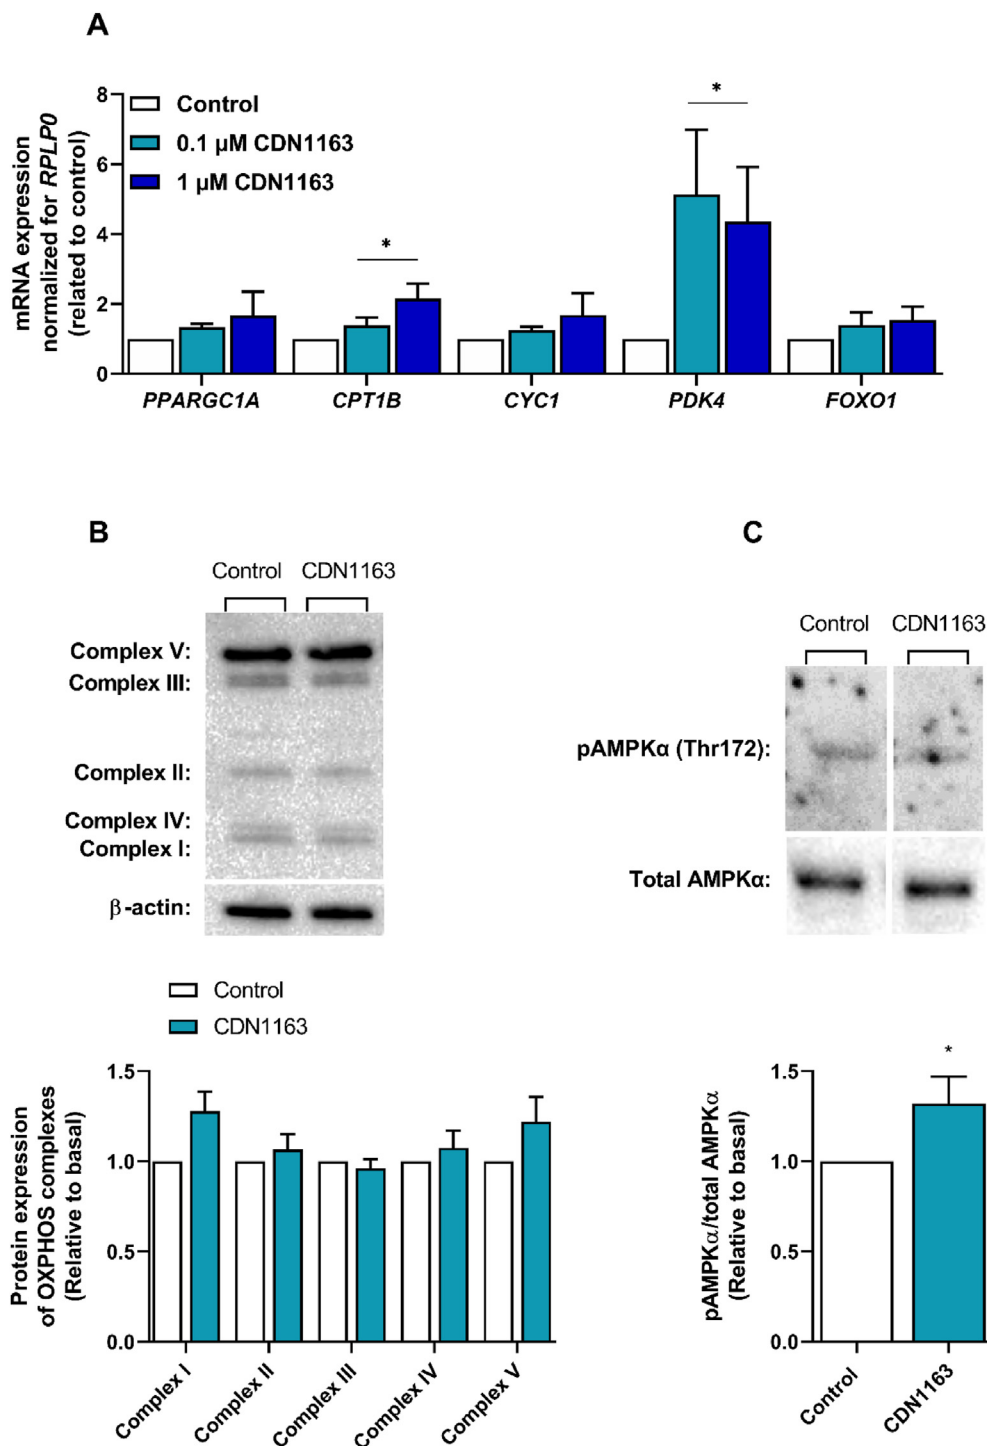 A
mRNA expression
normalized for RPLP0
(related to control)
8
6
4
2
0
Control
0.1 µM CDN1163
1 µM CDN1163
*
*
PPARGC1A
CPT1B
CYC1
PDK4
FOXO1
B
Control CDN1163
Complex V:
Complex III:
Complex II:
Complex IV:
Complex I:
β-actin:
Control
CDN1163
Protein expression
of OXPHOS complexes
(Relative to basal)
1.5
1.0
0.5
0.0
Complex I
Complex II
Complex III
Complex IV
Complex V
C
Control CDN1163
pAMPKα (Thr172):
Total AMPKα:
pAMPKα/total AMPKα
(Relative to basal)
1.5
1.0
0.5
0.0
*
Control
CDN1163